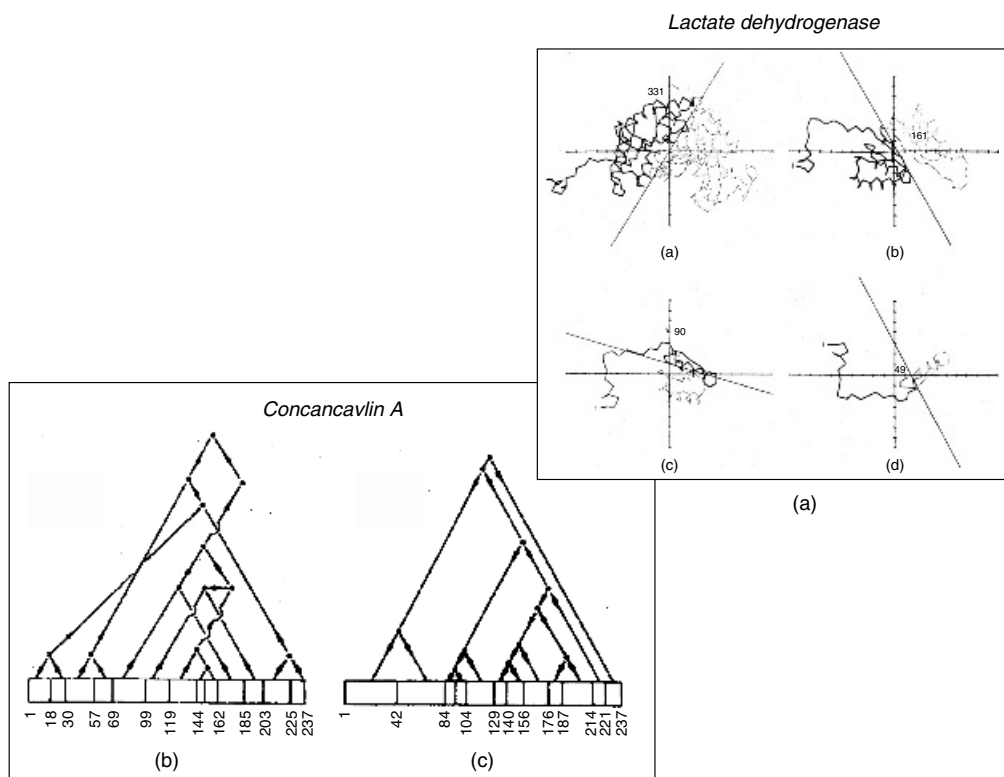 Lactate dehydrogenase
331
161
(a)
(b)
90
49
(c)
(d)
(a)
Concancavlin A
1 18 30 57 69 99 119 144 162 185 203 225 237
(b)
1 42 84 104 129 140 156 176 187 214 221 237
(c)